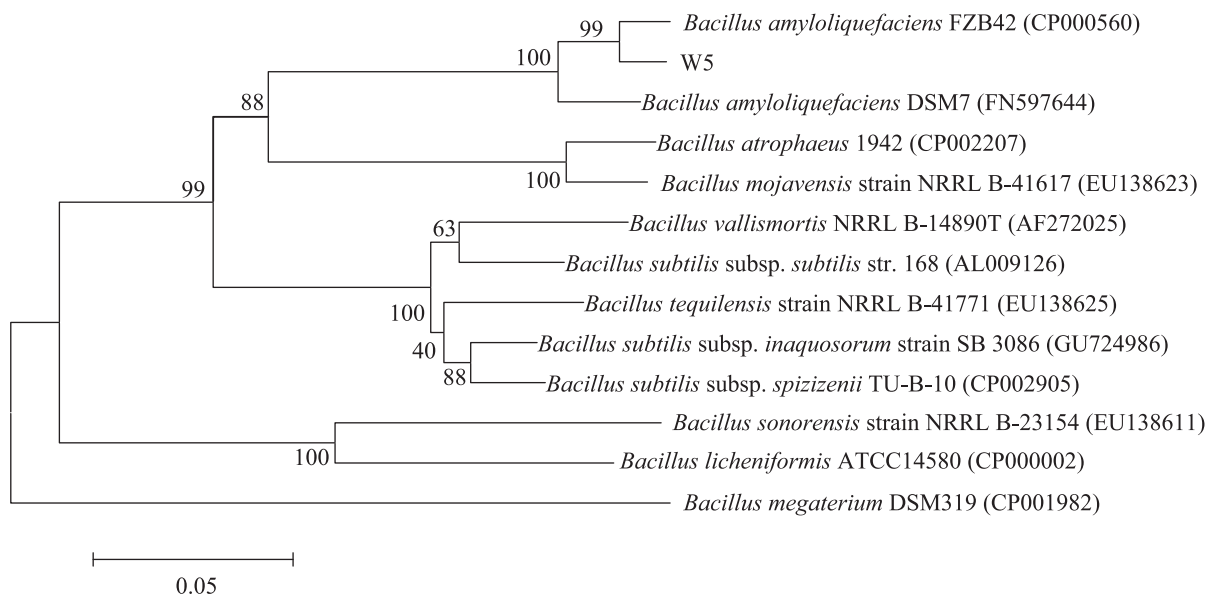 99
Bacillus amyloliquefaciens FZB42 (CP000560)
W5
100
Bacillus amyloliquefaciens DSM7 (FN597644)
88
Bacillus atrophaeus 1942 (CP002207)
100
Bacillus mojavensis strain NRRL B-41617 (EU138623)
99
Bacillus vallismortis NRRL B-14890T (AF272025)
63
Bacillus subtilis subsp. subtilis str. 168 (AL009126)
100
Bacillus tequilensis strain NRRL B-41771 (EU138625)
40
Bacillus subtilis subsp. inaquosorum strain SB 3086 (GU724986)
88
Bacillus subtilis subsp. spizizenii TU-B-10 (CP002905)
Bacillus sonorensis strain NRRL B-23154 (EU138611)
100
Bacillus licheniformis ATCC14580 (CP000002)
Bacillus megaterium DSM319 (CP001982)
0.05